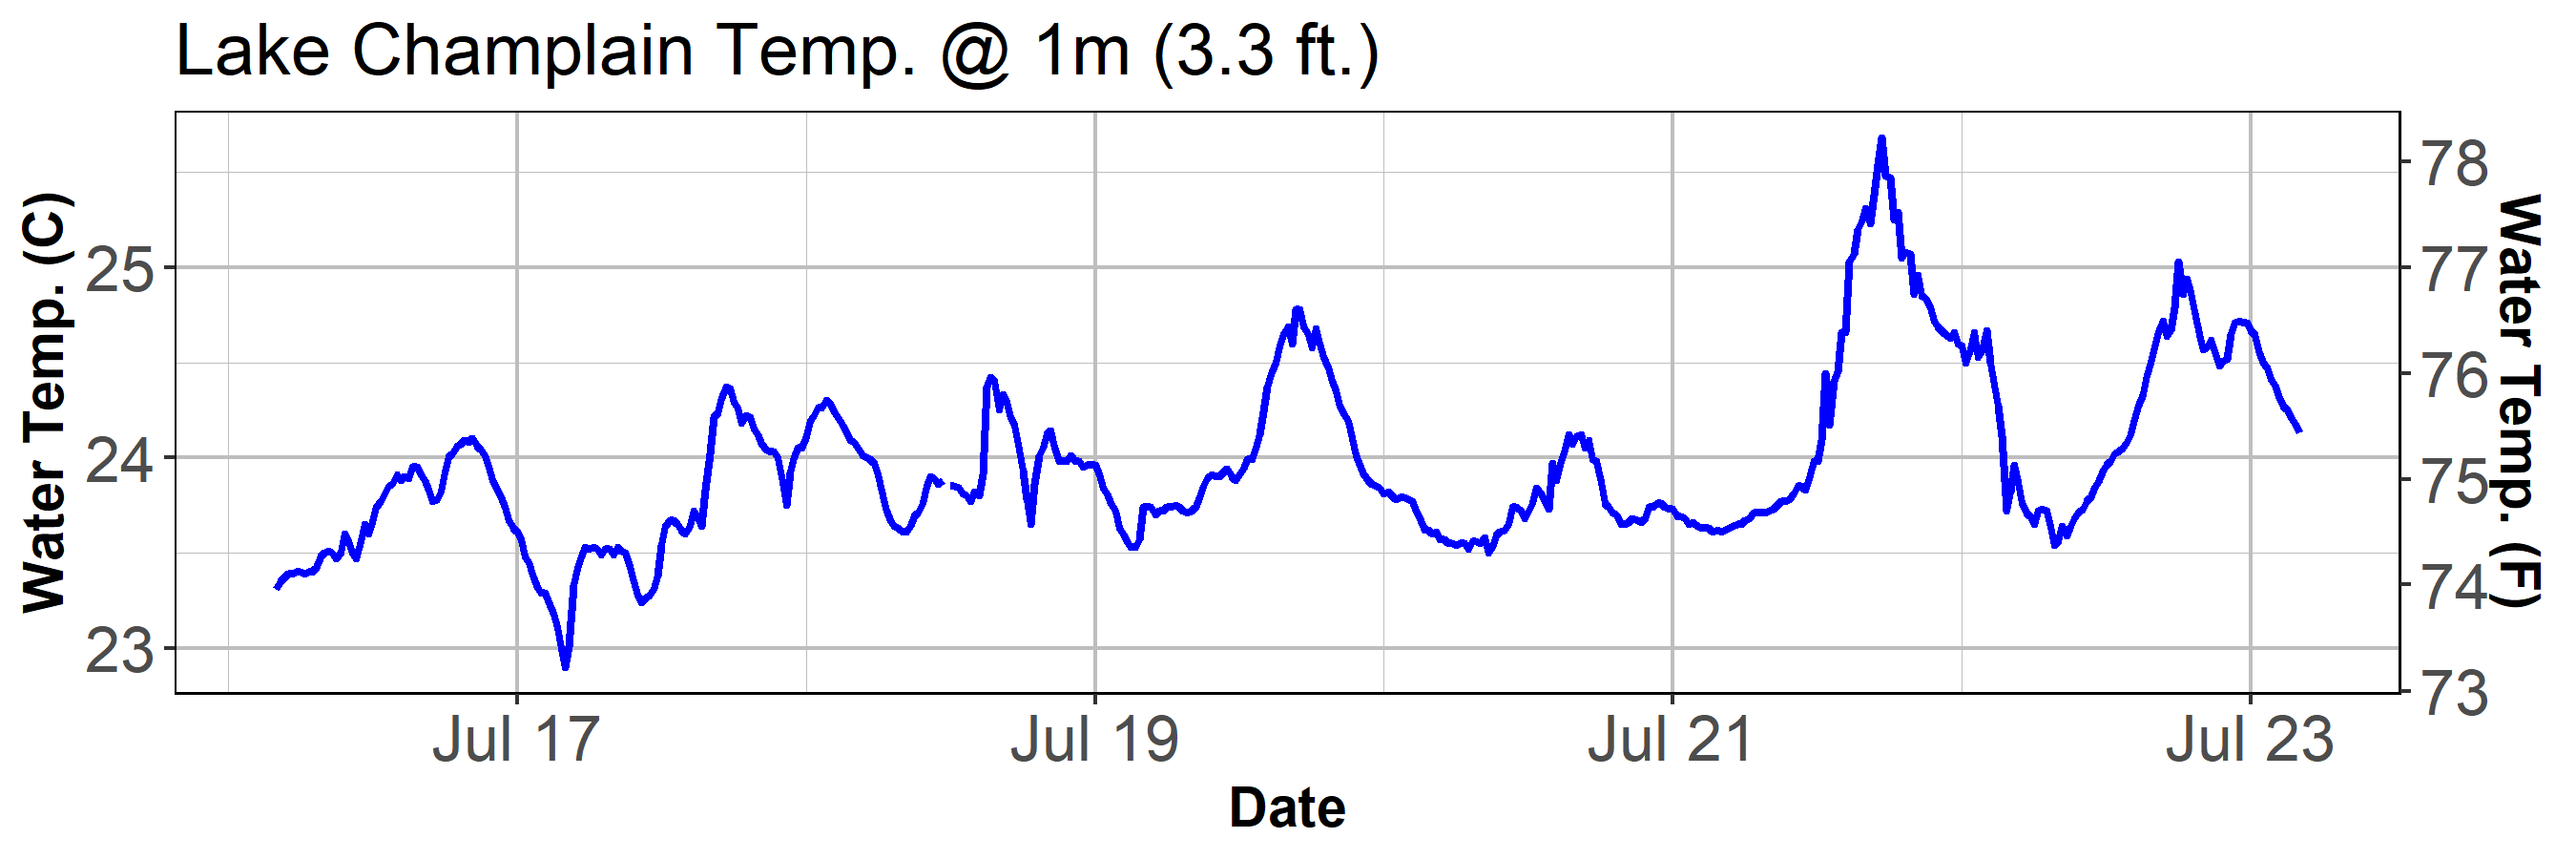 Lake Champlain Temp. @ 1m (3.3 ft.)
Water Temp. (C)
25
24
23
78
77
76
75
74
73
Water Temp. (F)
Jul 17
Jul 19
Jul 21
Jul 23
Date